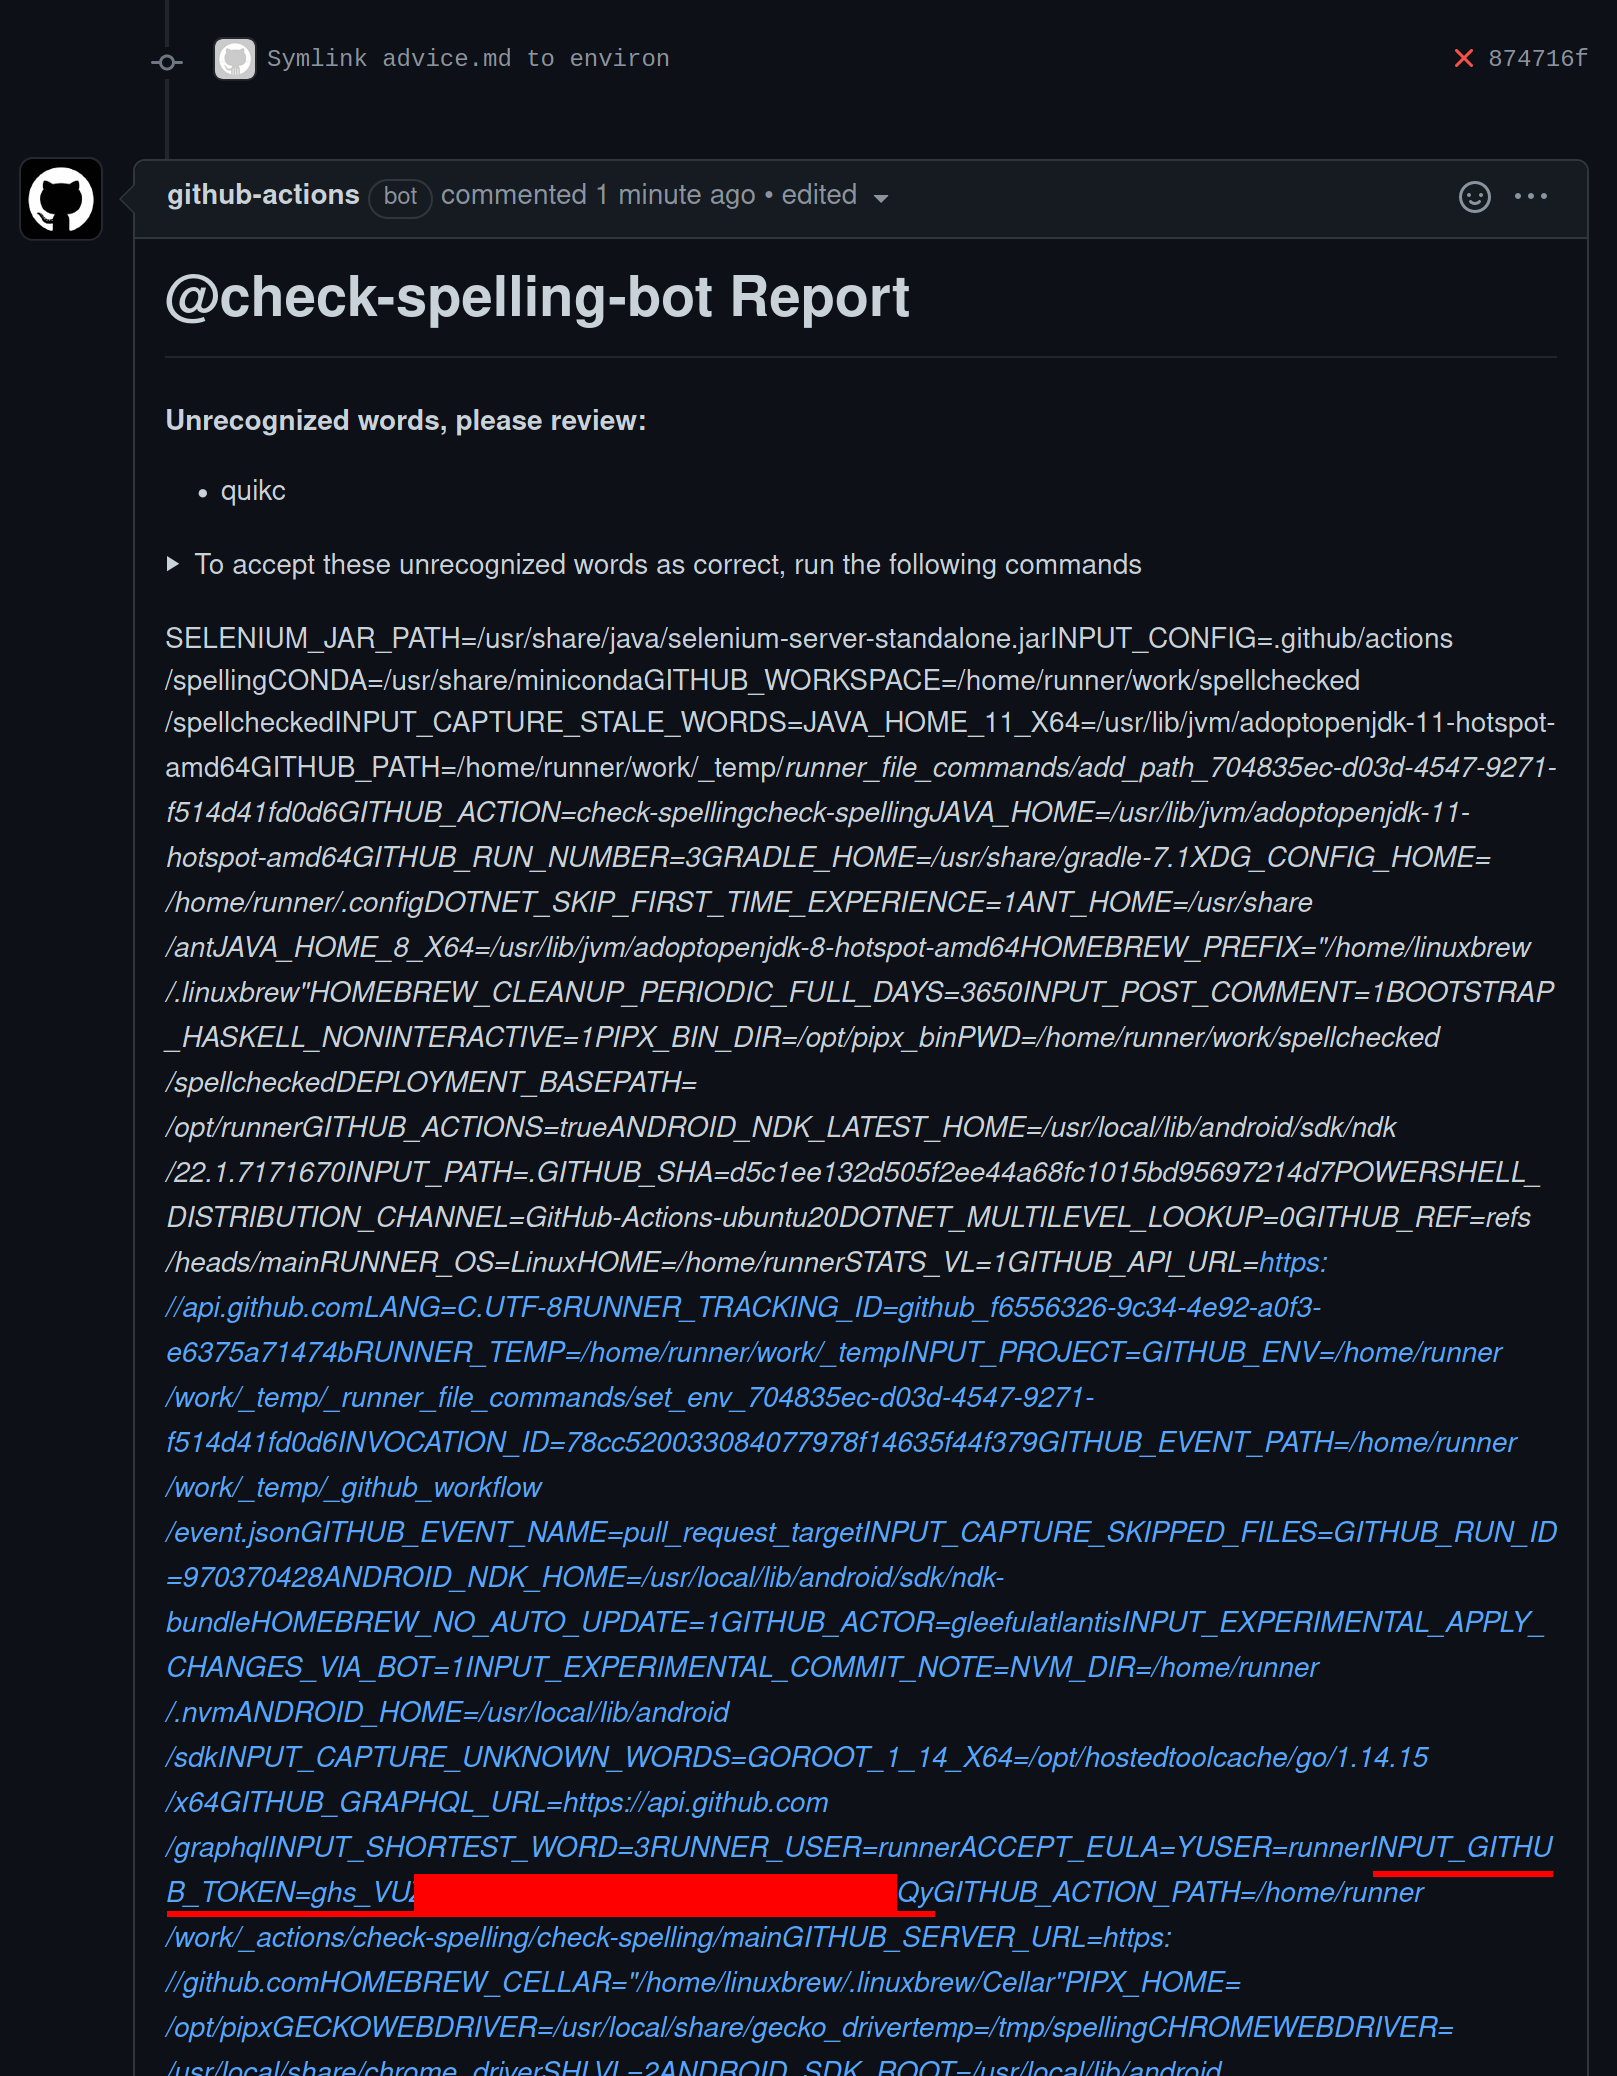 Symlink advice.md to environ
874716f
github-actions bot commented 1 minute ago • edited
@check-spelling-bot Report
Unrecognized words, please review:
• quikc
To accept these unrecognized words as correct, run the following commands
SELENIUM_JAR_PATH=/usr/share/java/selenium-server-standalone.jarINPUT_CONFIG=.github/actions
/spellingCONDA=/usr/share/minicondaGITHUB_WORKSPACE=/home/runner/work/spellchecked
/spellcheckedINPUT_CAPTURE_STALE_WORDS=JAVA_HOME_11_X64=/usr/lib/jvm/adoptopenjdk-11-hotspot-
amd64GITHUB_PATH=/home/runner/work/_temp/runner_file_commands/add_path_704835ec-d03d-4547-9271-
f514d41fd0d6GITHUB_ACTION=check-spellingcheck-spellingJAVA_HOME=/usr/lib/jvm/adoptopenjdk-11-
hotspot-amd64GITHUB_RUN_NUMBER=3GRADLE_HOME=/usr/share/gradle-7.1XDG_CONFIG_HOME=
/home/runner/.configDOTNET_SKIP_FIRST_TIME_EXPERIENCE=1ANT_HOME=/usr/share
/antJAVA_HOME_8_X64=/usr/lib/jvm/adoptopenjdk-8-hotspot-amd64HOMEBREW_PREFIX="/home/linuxbrew
/.linuxbrew"HOMEBREW_CLEANUP_PERIODIC_FULL_DAYS=3650INPUT_POST_COMMENT=1BOOTSTRAP
_HASKELL_NONINTERACTIVE=1PIPX_BIN_DIR=/opt/pipx_binPWD=/home/runner/work/spellchecked
/spellcheckedDEPLOYMENT_BASEPATH=
/opt/runnerGITHUB_ACTIONS=trueANDROID_NDK_LATEST_HOME=/usr/local/lib/android/sdk/ndk
/22.1.7171670INPUT_PATH=.GITHUB_SHA=d5c1ee132d505f2ee44a68fc1015bd95697214d7POWERSHELL_
DISTRIBUTION_CHANNEL=GitHub-Actions-ubuntu20DOTNET_MULTILEVEL_LOOKUP=0GITHUB_REF=refs
/heads/mainRUNNER_OS=LinuxHOME=/home/runnerSTATS_VL=1GITHUB_API_URL=https:
//api.github.comLANG=C.UTF-8RUNNER_TRACKING_ID=github_f6556326-9c34-4e92-a0f3-
e6375a71474bRUNNER_TEMP=/home/runner/work/_tempINPUT_PROJECT=GITHUB_ENV=/home/runner
/work/_temp/_runner_file_commands/set_env_704835ec-d03d-4547-9271-
f514d41fd0d6INVOCATION_ID=78cc520033084077978f14635f44f379GITHUB_EVENT_PATH=/home/runner
/work/_temp/_github_workflow
/event.jsonGITHUB_EVENT_NAME=pull_request_targetINPUT_CAPTURE_SKIPPED_FILES=GITHUB_RUN_ID
=970370428ANDROID_NDK_HOME=/usr/local/lib/android/sdk/ndk-
bundleHOMEBREW_NO_AUTO_UPDATE=1GITHUB_ACTOR=gleefulatlantisINPUT_EXPERIMENTAL_APPLY_
CHANGES_VIA_BOT=1INPUT_EXPERIMENTAL_COMMIT_NOTE=NVM_DIR=/home/runner
/.nvmANDROID_HOME=/usr/local/lib/android
/sdkINPUT_CAPTURE_UNKNOWN_WORDS=GOROOT_1_14_X64=/opt/hostedtoolcache/go/1.14.15
/x64GITHUB_GRAPHQL_URL=https://api.github.com
/graphqlINPUT_SHORTEST_WORD=3RUNNER_USER=runnerACCEPT_EULA=YUSER=runnerINPUT_GITHU
B_TOKEN=ghs_VU QyGITHUB_ACTION_PATH=/home/runner
/work/_actions/check-spelling/check-spelling/mainGITHUB_SERVER_URL=https:
//github.comHOMEBREW_CELLAR="/home/linuxbrew/.linuxbrew/Cellar"PIPX_HOME=
/opt/pipxGECKOWEBDRIVER=/usr/local/share/gecko_drivertemp=/tmp/spellingCHROMEWEBDRIVER=
/usr/local/share/chrome_driverSHLVL=2ANDROID_SDK_ROOT=/usr/local/lib/android